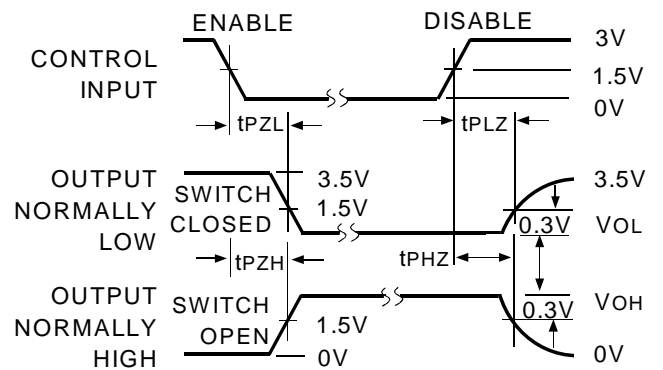 ENABLE DISABLE
CONTROL INPUT
3V
1.5V
0V
tPZL tPLZ
OUTPUT NORMALLY LOW
SWITCH CLOSED
3.5V
1.5V
3.5V
0.3V VOL
tPZH tPHZ
OUTPUT NORMALLY HIGH
SWITCH OPEN
1.5V
0V
0.3V VOH
0V